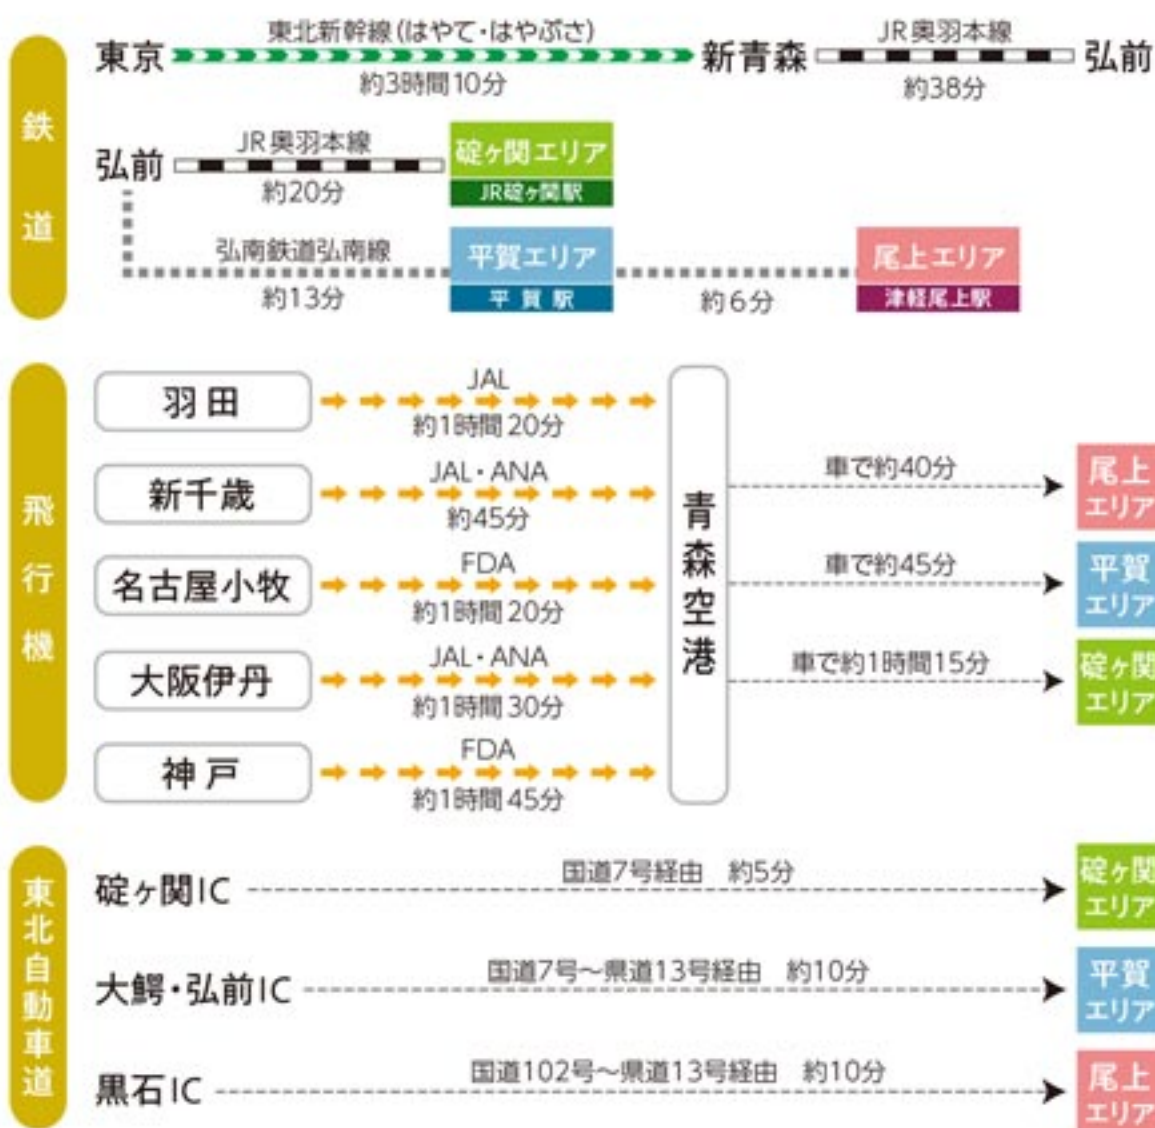 鉄道
東京 東北新幹線(はやて・はやぶさ) 約3時間10分 新青森 JR奥羽本線 約38分 弘前
弘前 JR奥羽本線 約20分 碇ヶ関エリア
JR碇ヶ関駅
弘南鉄道弘南線 約13分 平賀エリア 約6分 尾上エリア
平賀駅 津軽尾上駅
飛行機
羽田 JAL 約1時間20分
新千歳 JAL・ANA 約45分
名古屋小牧 FDA 約1時間20分
大阪伊丹 JAL・ANA 約1時間30分
神戸 FDA 約1時間45分
青森空港
車で約40分 尾上エリア
車で約45分 平賀エリア
車で約1時間15分 碇ヶ関エリア
東北自動車道
碇ヶ関IC 国道7号経由 約5分 碇ヶ関エリア
大鰐・弘前IC 国道7号～県道13号経由 約10分 平賀エリア
黒石IC 国道102号～県道13号経由 約10分 尾上エリア